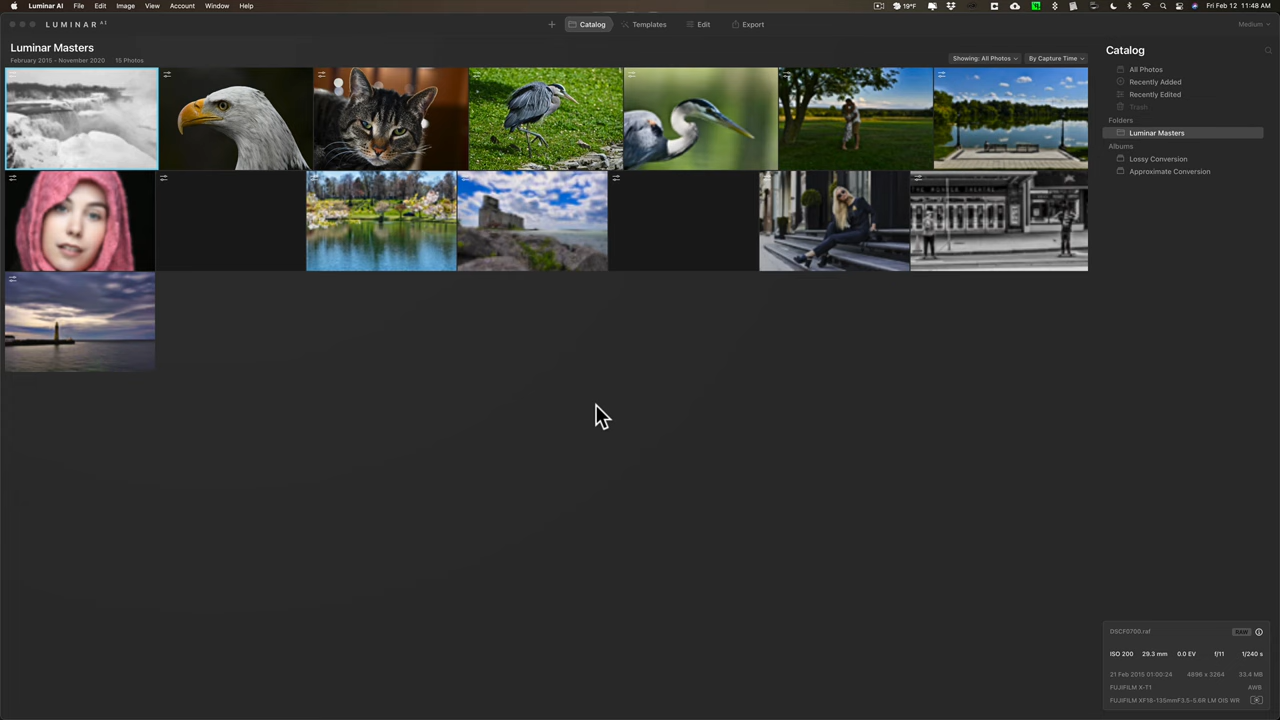 Luminar AI File Edit Image View Account Window Help 19°F Fri Feb 12 11:48 AM
LUMINAR AI
Catalog Templates Edit Export Medium
Luminar Masters
February 2015 - November 2020 15 Photos
Showing: All Photos By Capture Time
Catalog
All Photos
Recently Added
Recently Edited
Trash
Folders
Luminar Masters
Albums
Lossy Conversion
Approximate Conversion
DSCF0700.raf RAW
ISO 200 29.3 mm 0.0 EV f/11 1/240 s
21 Feb 2015 01:00:24 4896 x 3264 33.4 MB
FUJIFILM X-T1 AWB
FUJIFILM XF18-135mmF3.5-5.6R LM OIS WR